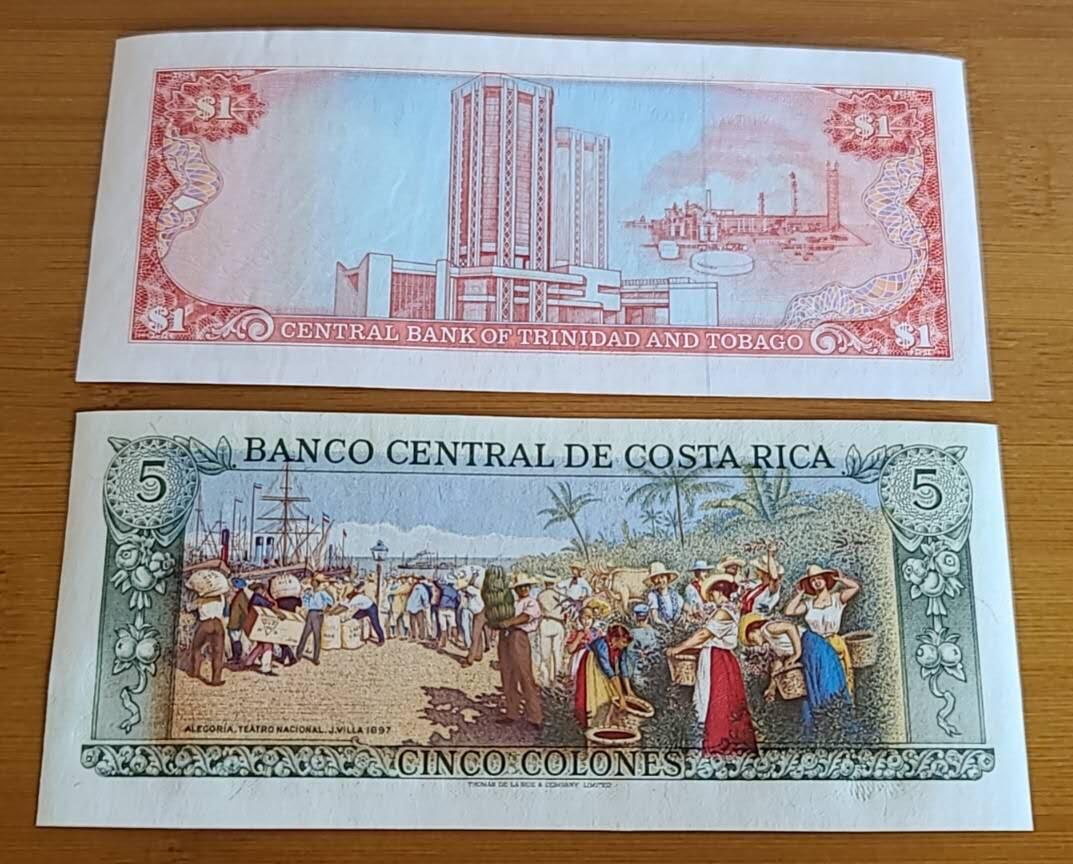 $1 $1
$1 CENTRAL BANK OF TRINIDAD AND TOBAGO $1
BANCO CENTRAL DE COSTA RICA
5 5
ALEGORÍA, TEATRO NACIONAL. J. VILLA 1897
CINCO COLONES
THOMAS DE LA RUE & COMPANY LIMITED